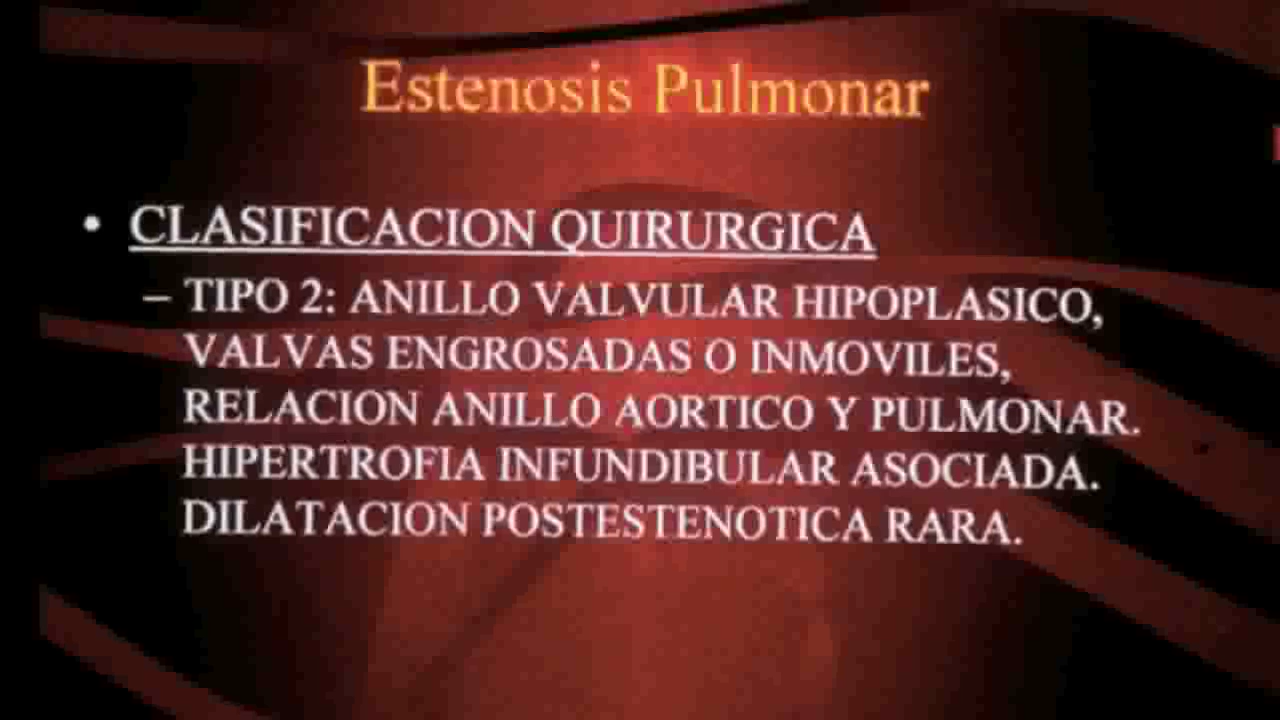 Estenosis Pulmonar
• CLASIFICACION QUIRURGICA
– TIPO 2: ANILLO VALVULAR HIPOPLASICO,
VALVAS ENGROSADAS O INMOVILES,
RELACION ANILLO AORTICO Y PULMONAR.
HIPERTROFIA INFUNDIBULAR ASOCIADA.
DILATACION POSTESTENOTICA RARA.